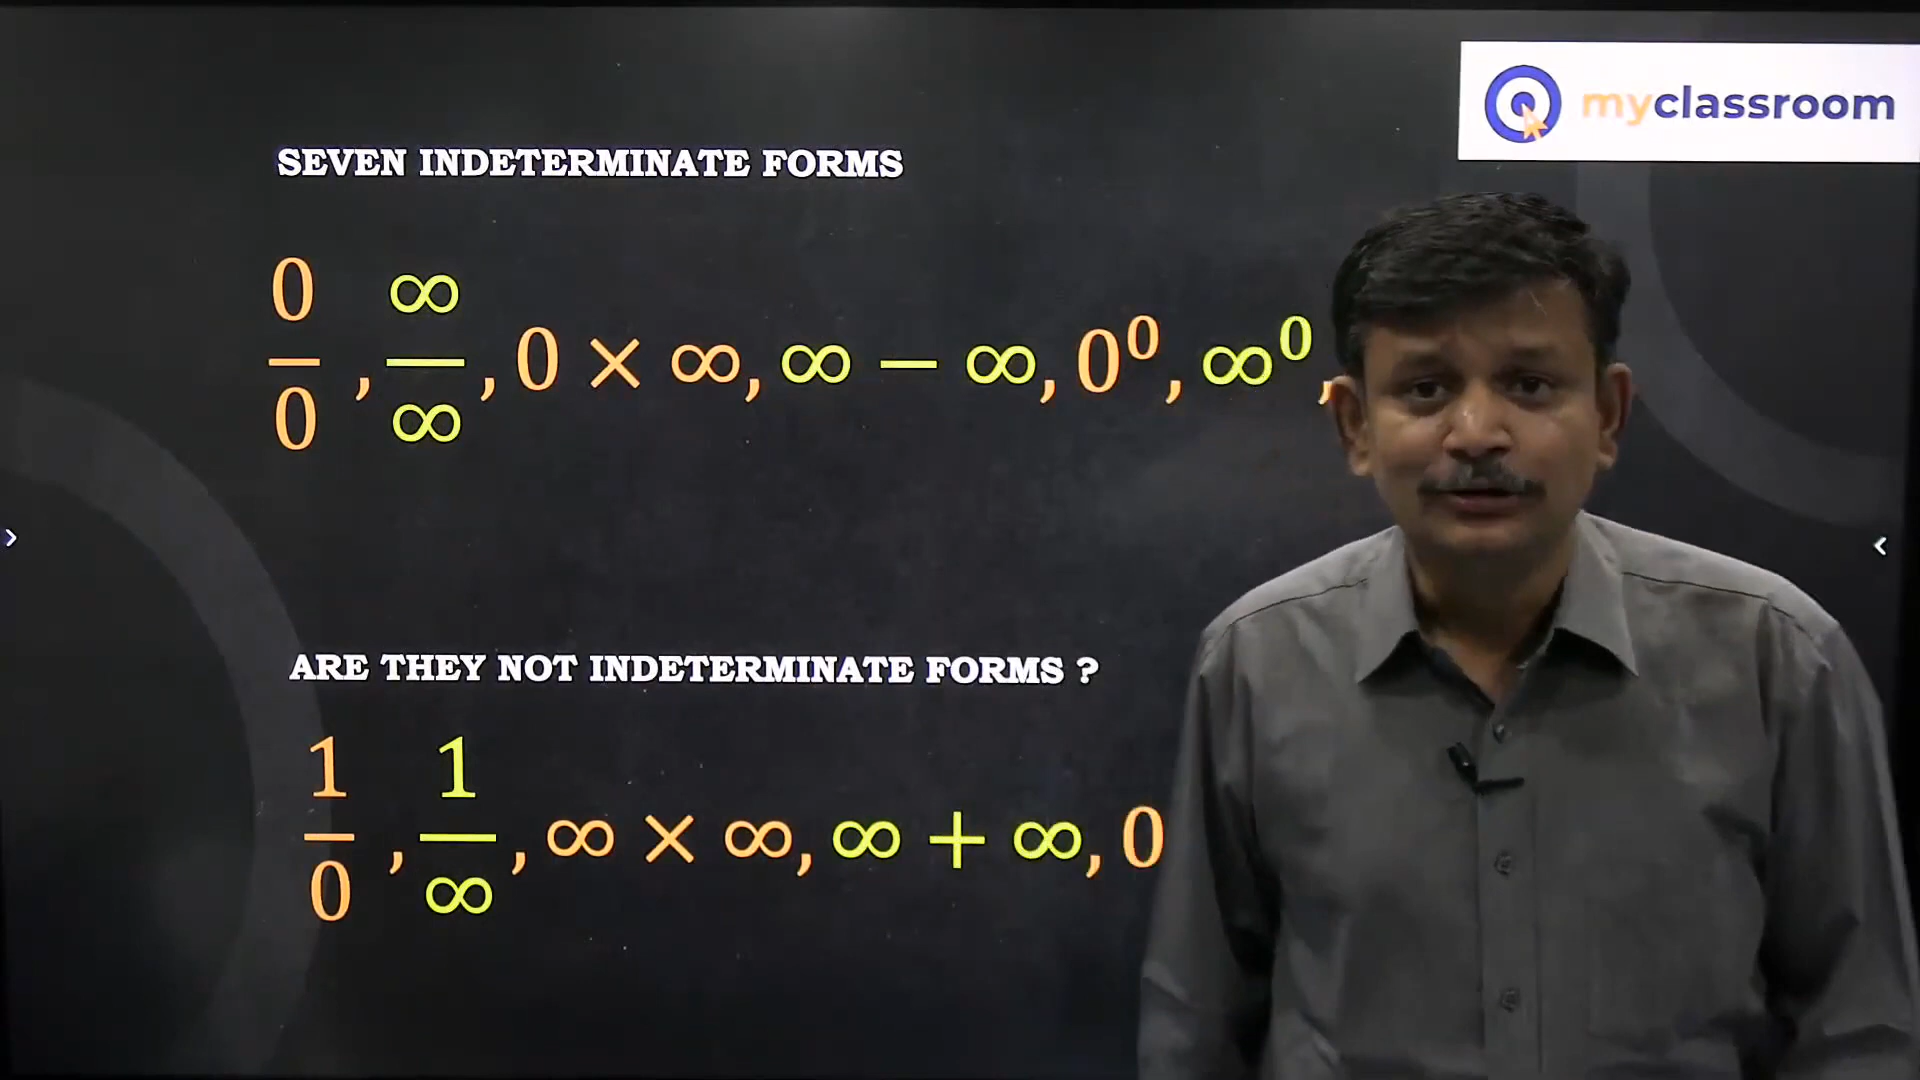 myclassroom
SEVEN INDETERMINATE FORMS
0/0 , ∞/∞ , 0 × ∞, ∞ − ∞, 0⁰, ∞⁰,
ARE THEY NOT INDETERMINATE FORMS ?
1/0 , 1/∞ , ∞ × ∞, ∞ + ∞, 0